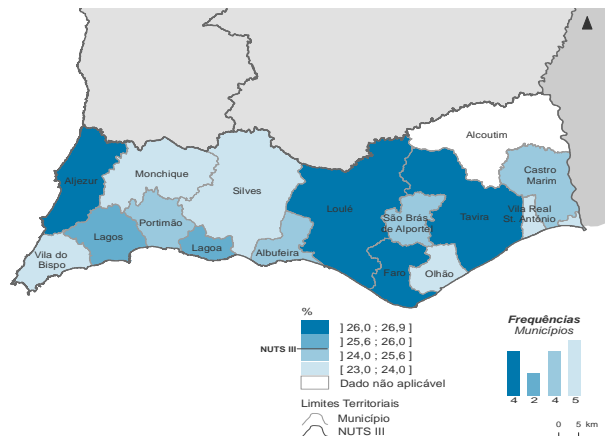 Alcoutim
Monchique
Castro
Marim
Aljezur
Silves
Loulé
São Brás
de Alportel
Tavira
Vila Real
St. António
Portimão
Lagos
Lagoa
Albufeira
Vila do
Bispo
Faro
Olhão
%
] 26,0 ; 26,9 ]
] 25,6 ; 26,0 ]
NUTS III
] 24,0 ; 25,6 ]
[ 23,0 ; 24,0 ]
Dado não aplicável
Limites Territoriais
Município
NUTS III
Frequências
Municípios
4 2 4 5
0 5 km